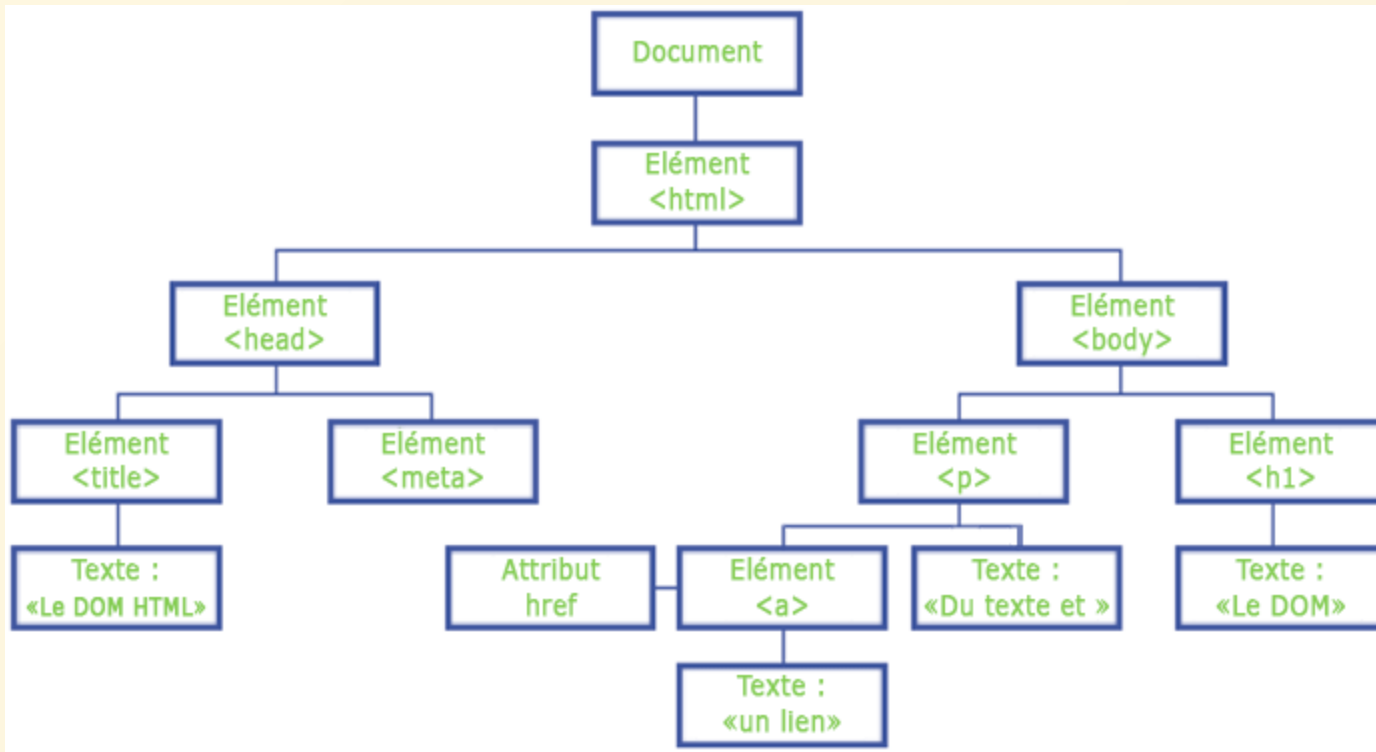 Document
Elément
<html>
Elément
<head>
Elément
<body>
Elément
<title>
Elément
<meta>
Elément
<p>
Elément
<h1>
Texte :
«Le DOM HTML»
Attribut
href
Elément
<a>
Texte :
«Du texte et »
Texte :
«Le DOM»
Texte :
«un lien»